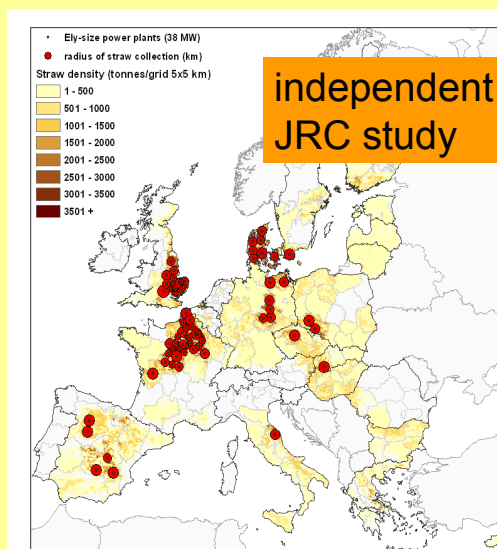 Ely-size power plants (38 MW)
radius of straw collection (km)
Straw density (tonnes/grid 5x5 km)
1 - 500
501 - 1000
1001 - 1500
1501 - 2000
2001 - 2500
2501 - 3000
3001 - 3500
3501 +
independent
JRC study